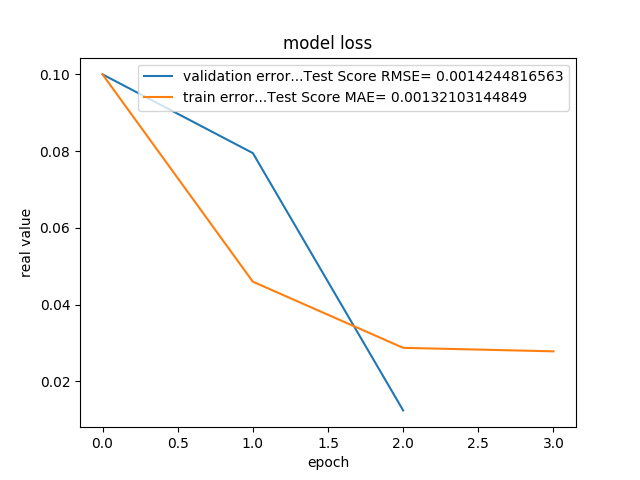 model loss
validation error...Test Score RMSE= 0.0014244816563
train error...Test Score MAE= 0.00132103144849
0.10
0.08
0.06
0.04
0.02
real value
0.0 0.5 1.0 1.5 2.0 2.5 3.0
epoch